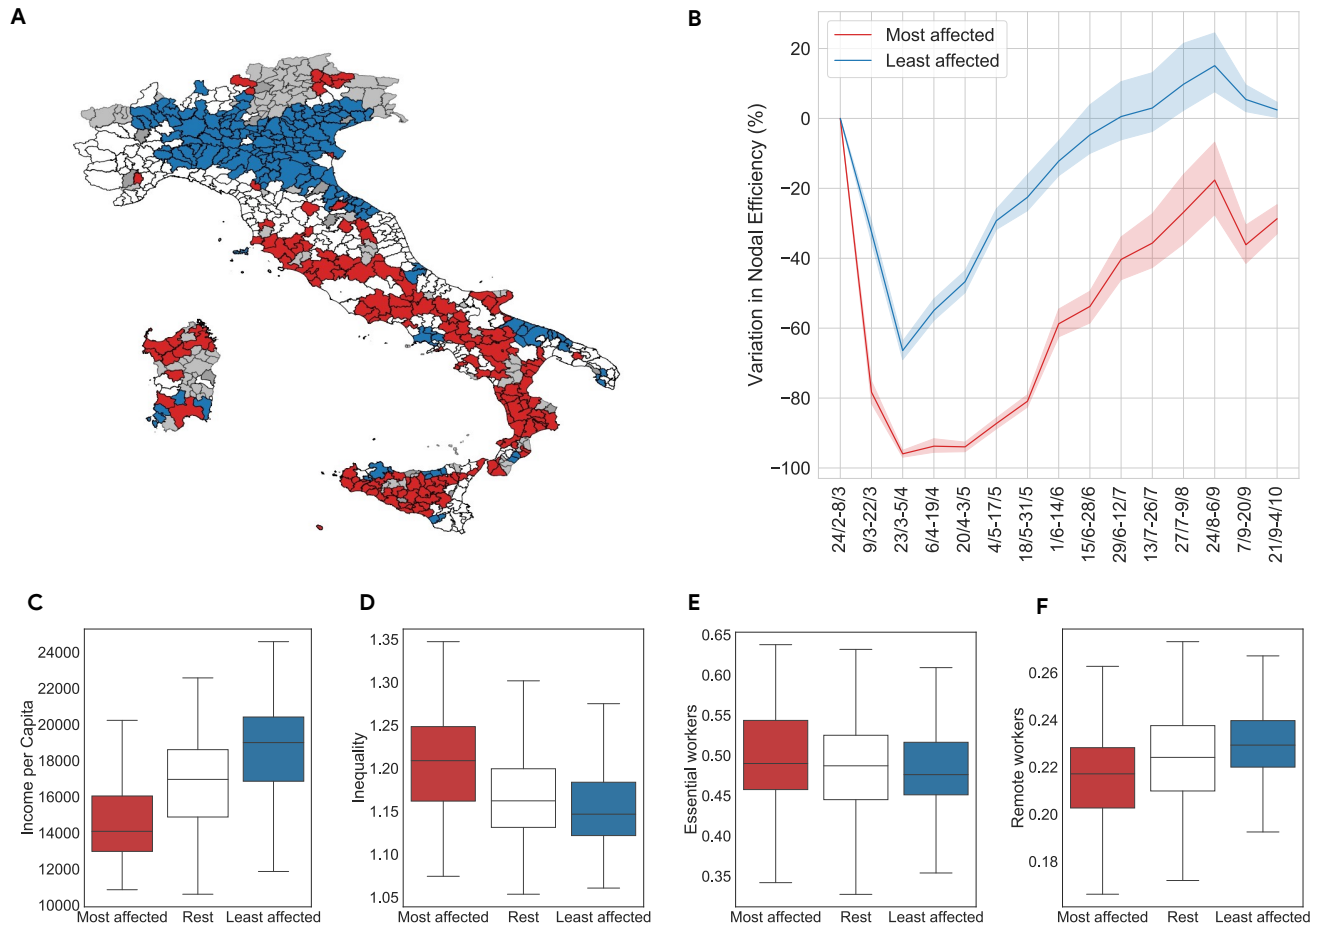 A
B
Most affected
Least affected
Variation in Nodal Efficiency (%)
20
0
−20
−40
−60
−80
−100
24/2-8/3
9/3-22/3
23/3-5/4
6/4-19/4
20/4-3/5
4/5-17/5
18/5-31/5
1/6-14/6
15/6-28/6
29/6-12/7
13/7-26/7
27/7-9/8
24/8-6/9
7/9-20/9
21/9-4/10
C
Income per Capita
24000
22000
20000
18000
16000
14000
12000
10000
Most affected Rest Least affected
D
Inequality
1.35
1.30
1.25
1.20
1.15
1.10
1.05
Most affected Rest Least affected
E
Essential workers
0.65
0.60
0.55
0.50
0.45
0.40
0.35
Most affected Rest Least affected
F
Remote workers
0.26
0.24
0.22
0.20
0.18
Most affected Rest Least affected